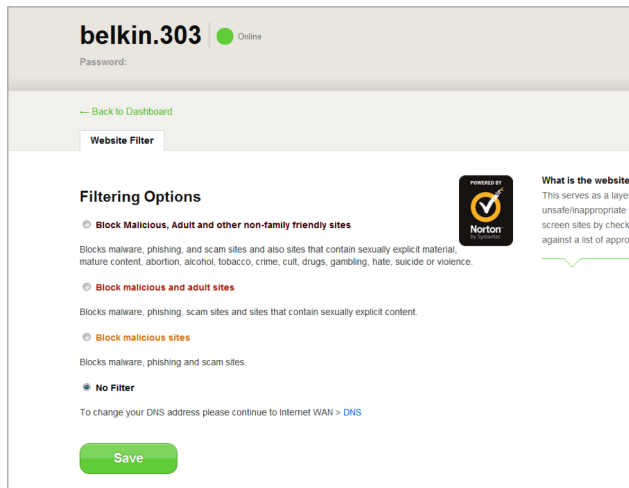 belkin.303
Online
Password:
← Back to Dashboard
Website Filter
Filtering Options
Block Malicious, Adult and other non-family friendly sites
Blocks malware, phishing, and scam sites and also sites that contain sexually explicit material,
mature content, abortion, alcohol, tobacco, crime, cult, drugs, gambling, hate, suicide or violence.
Block malicious and adult sites
Blocks malware, phishing, scam sites and sites that contain sexually explicit content.
Block malicious sites
Blocks malware, phishing and scam sites.
No Filter
To change your DNS address please continue to Internet WAN > DNS
Save
POWERED BY
Norton
by Symantec
What is the website
This serves as a laye
unsafe/inappropriate
screen sites by check
against a list of appro